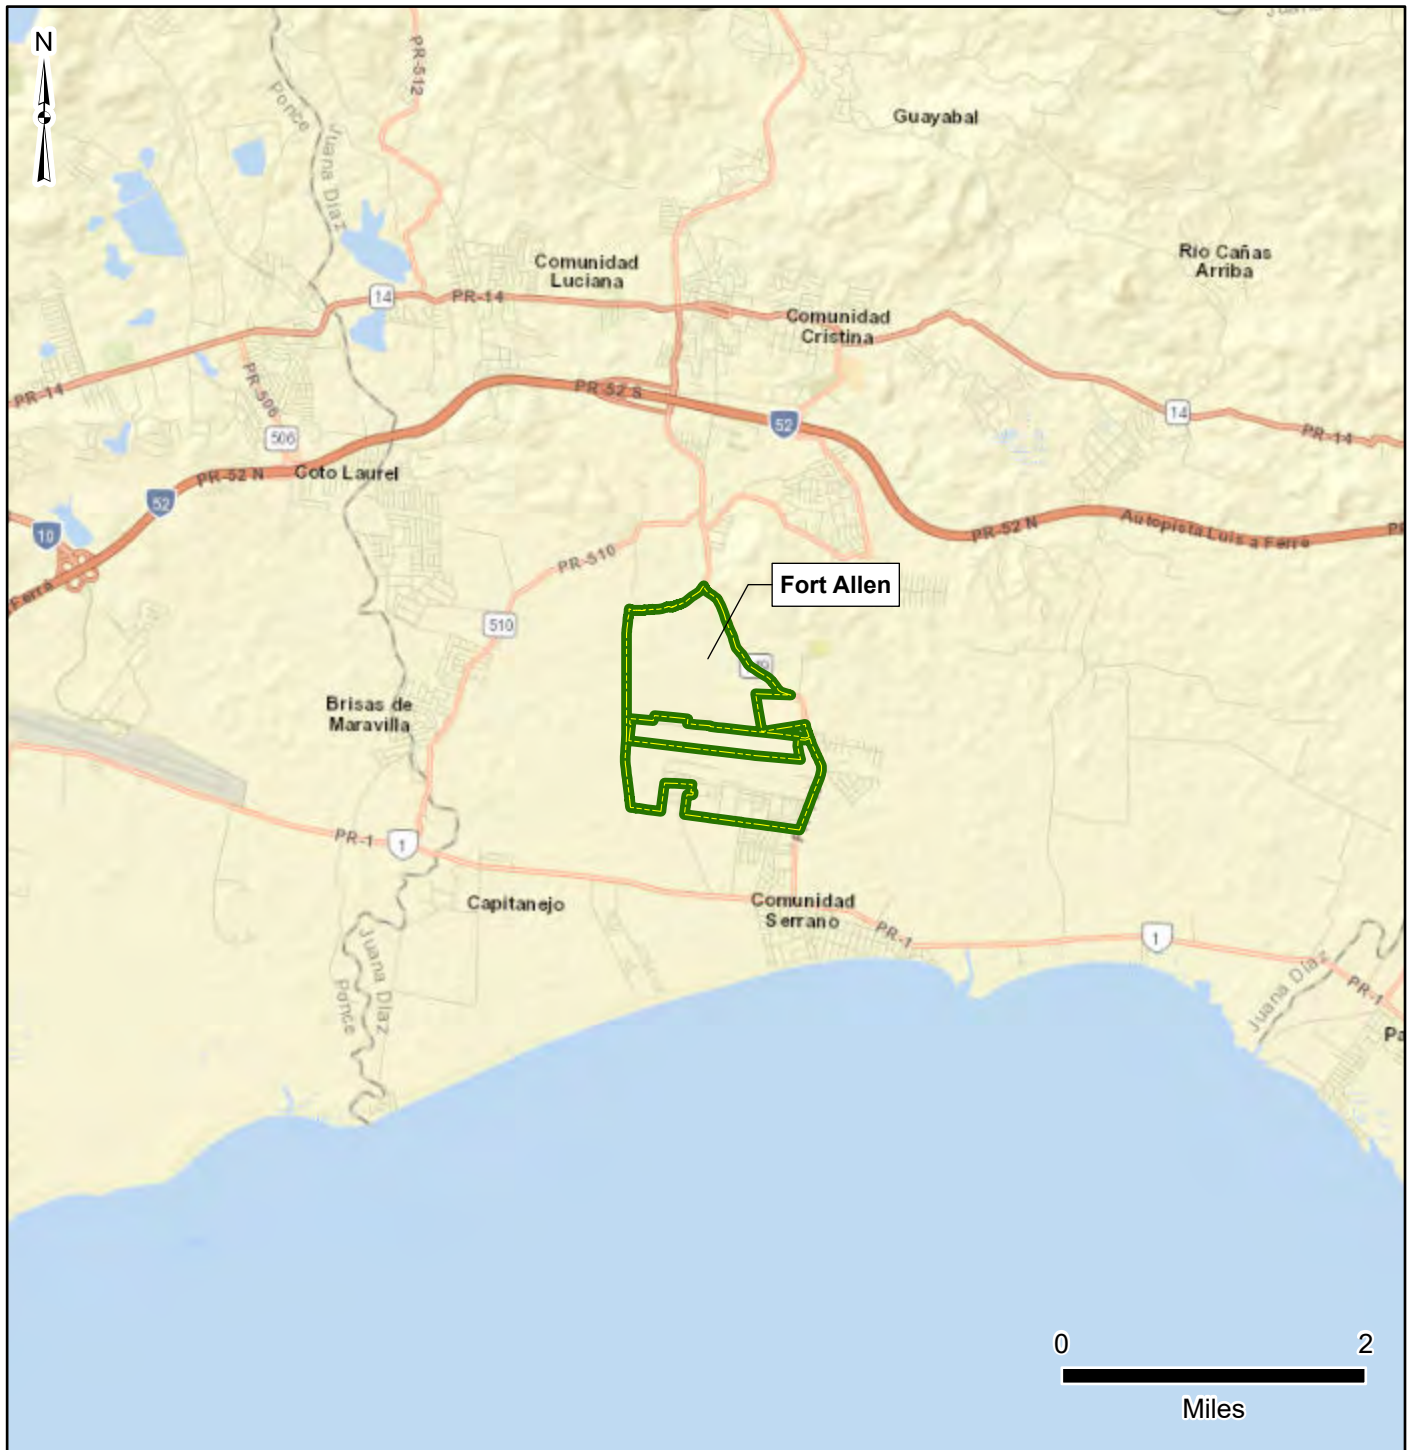 N
PR-512
Ponce
Juana Díaz
Guayabal
Comunidad
Luciana
Río Cañas
Arriba
14
PR-14
Comunidad
Cristina
PR-14
PR-506
PR 52 S
52
14
PR-14
506
PR-52 N
Coto Laurel
52
10
PR-52 N
Autopista Luis a Ferre
Ferrá
PR-510
Fort Allen
510
Brisas de
Maravilla
PR-1
1
Capitanejo
Comunidad
Serrano
PR-1
1
Juana Díaz
Ponce
Juana Díaz
PR-1
0
2
Miles